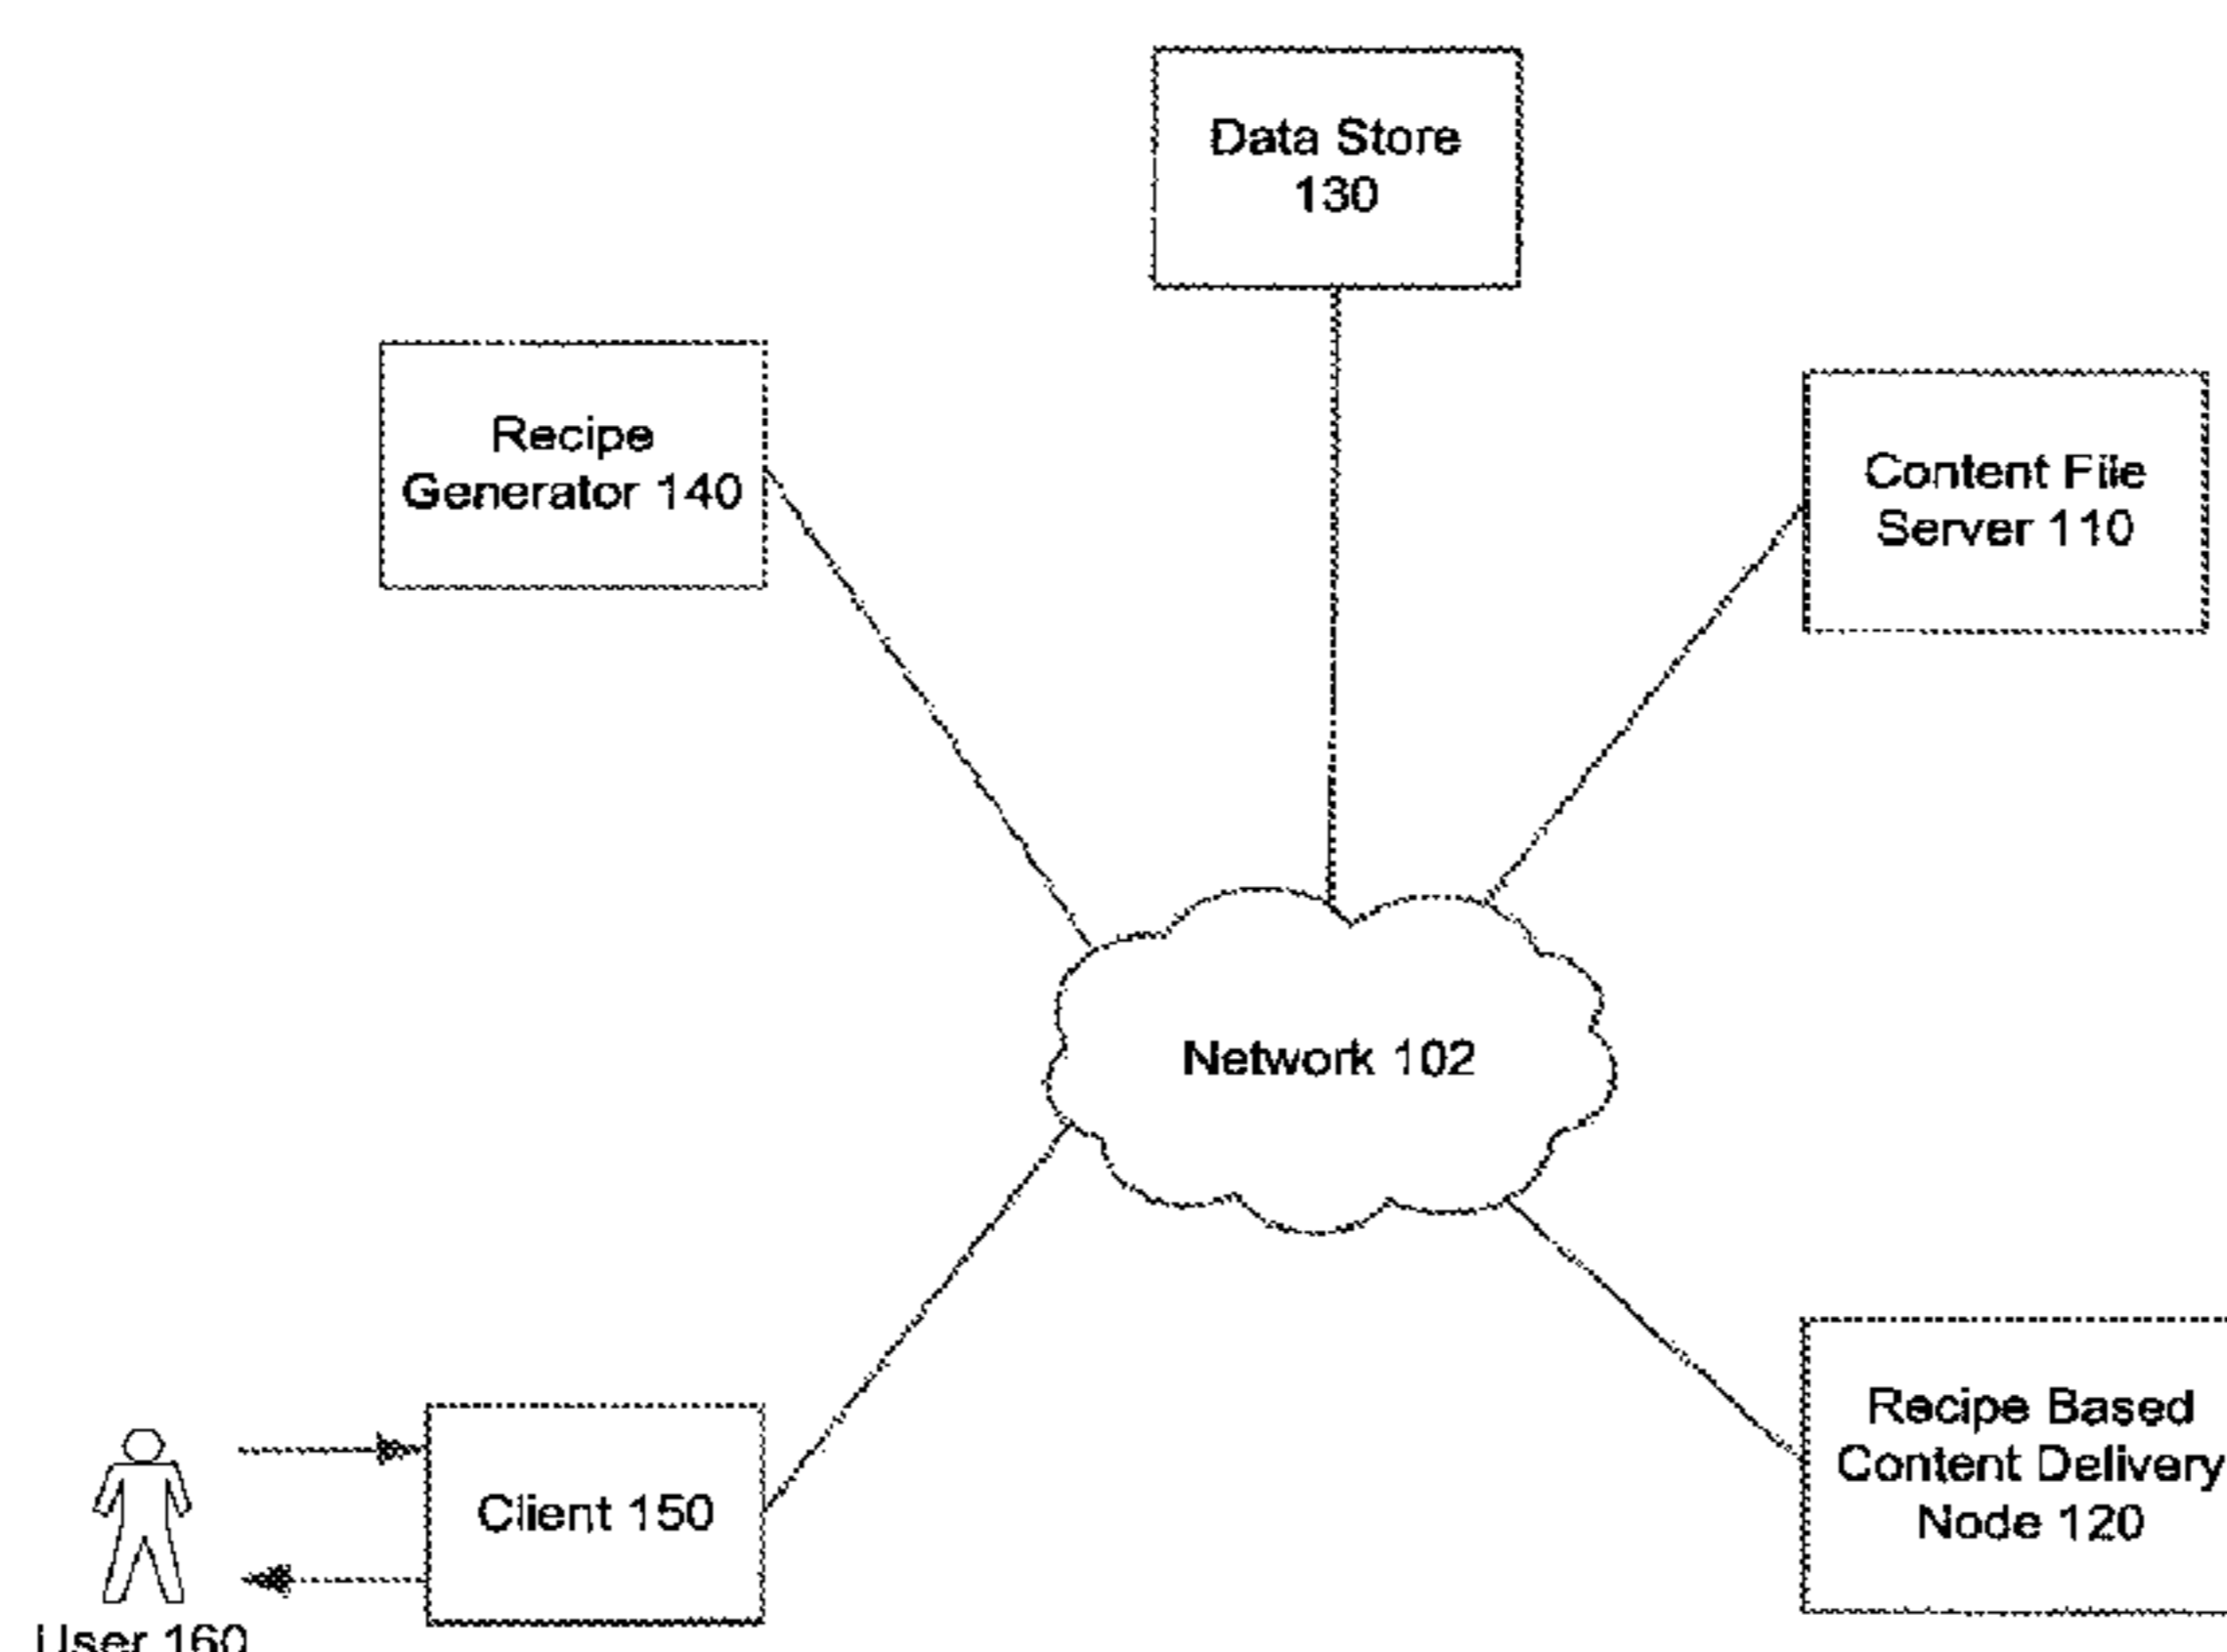 Data Store
130
Recipe
Generator 140
Content File
Server 110
Network 102
Client 150
Recipe Based
Content Delivery
Node 120
User 160